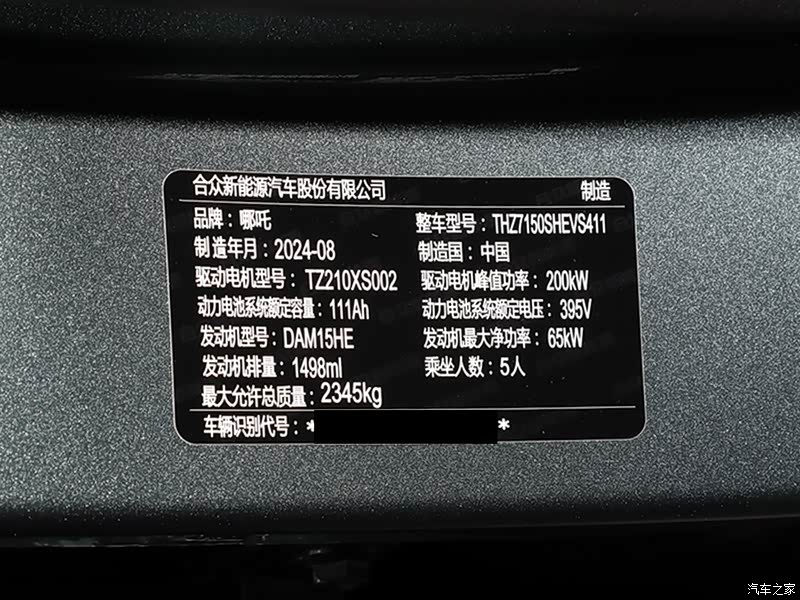 合众新能源汽车股份有限公司 制造
品牌：哪吒 整车型号：THZ7150SHEVS411
制造年月：2024-08 制造国：中国
驱动电机型号：TZ210XS002 驱动电机峰值功率：200kW
动力电池系统额定容量：111Ah 动力电池系统额定电压：395V
发动机型号：DAM15HE 发动机最大净功率：65kW
发动机排量：1498ml 乘坐人数：5人
最大允许总质量：2345kg
车辆识别代号：* *
汽车之家